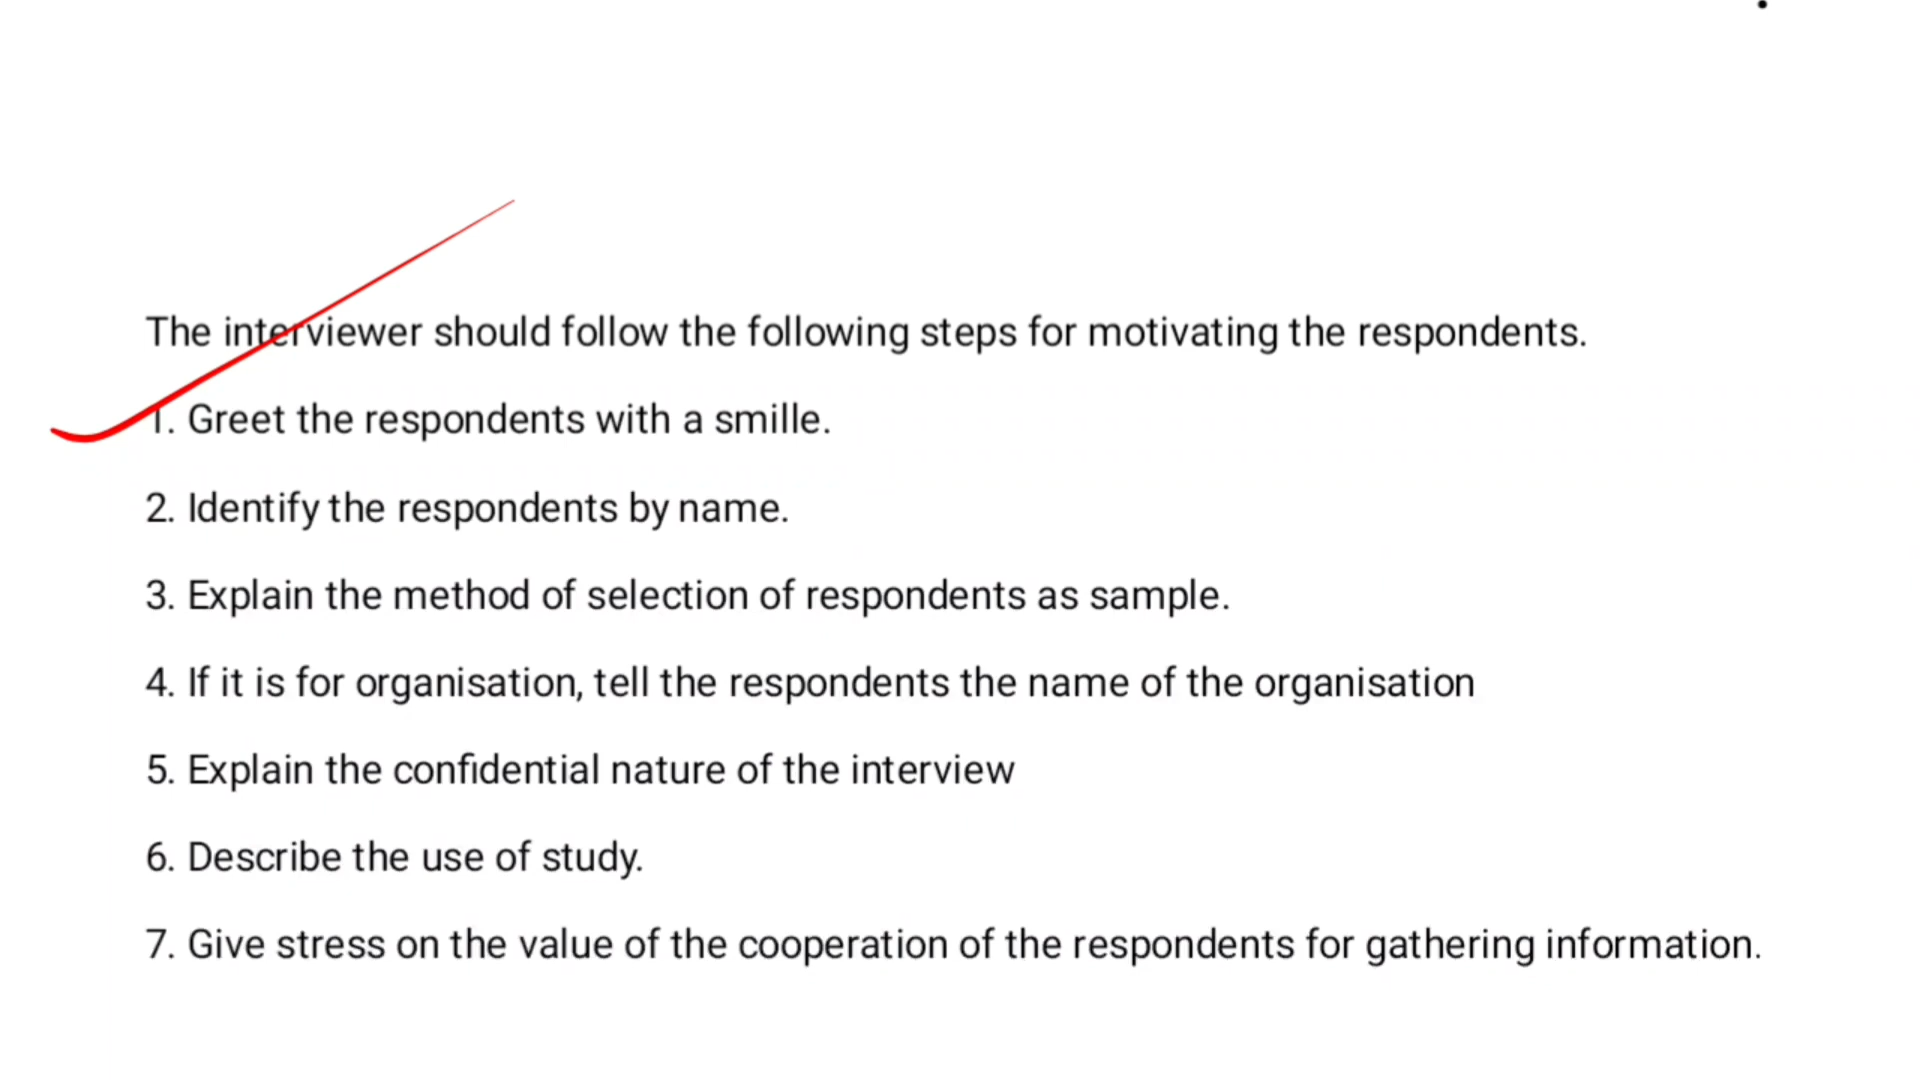 The interviewer should follow the following steps for motivating the respondents.
1. Greet the respondents with a smille.
2. Identify the respondents by name.
3. Explain the method of selection of respondents as sample.
4. If it is for organisation, tell the respondents the name of the organisation
5. Explain the confidential nature of the interview
6. Describe the use of study.
7. Give stress on the value of the cooperation of the respondents for gathering information.